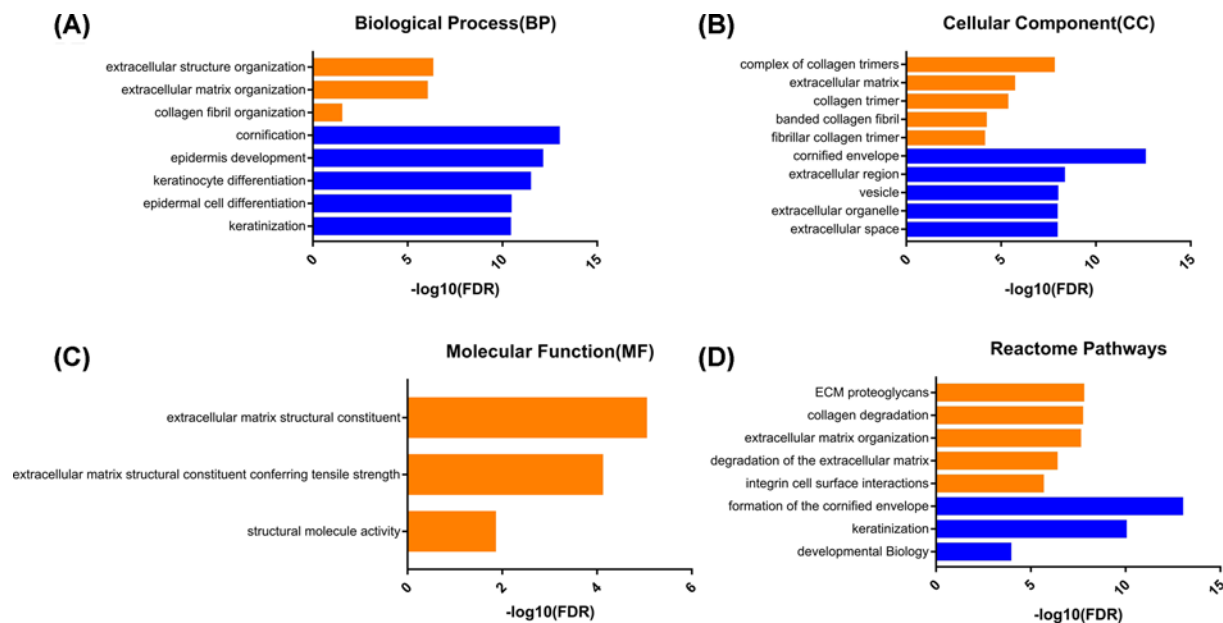 (A)
Biological Process(BP)
extracellular structure organization
extracellular matrix organization
collagen fibril organization
cornification
epidermis development
keratinocyte differentiation
epidermal cell differentiation
keratinization
0
5
10
15
-log10(FDR)
(B)
Cellular Component(CC)
complex of collagen trimers
extracellular matrix
collagen trimer
banded collagen fibril
fibrillar collagen trimer
cornified envelope
extracellular region
vesicle
extracellular organelle
extracellular space
0
5
10
15
-log10(FDR)
(C)
Molecular Function(MF)
extracellular matrix structural constituent
extracellular matrix structural constituent conferring tensile strength
structural molecule activity
0
2
4
6
-log10(FDR)
(D)
Reactome Pathways
ECM proteoglycans
collagen degradation
extracellular matrix organization
degradation of the extracellular matrix
integrin cell surface interactions
formation of the cornified envelope
keratinization
developmental Biology
0
5
10
15
-log10(FDR)